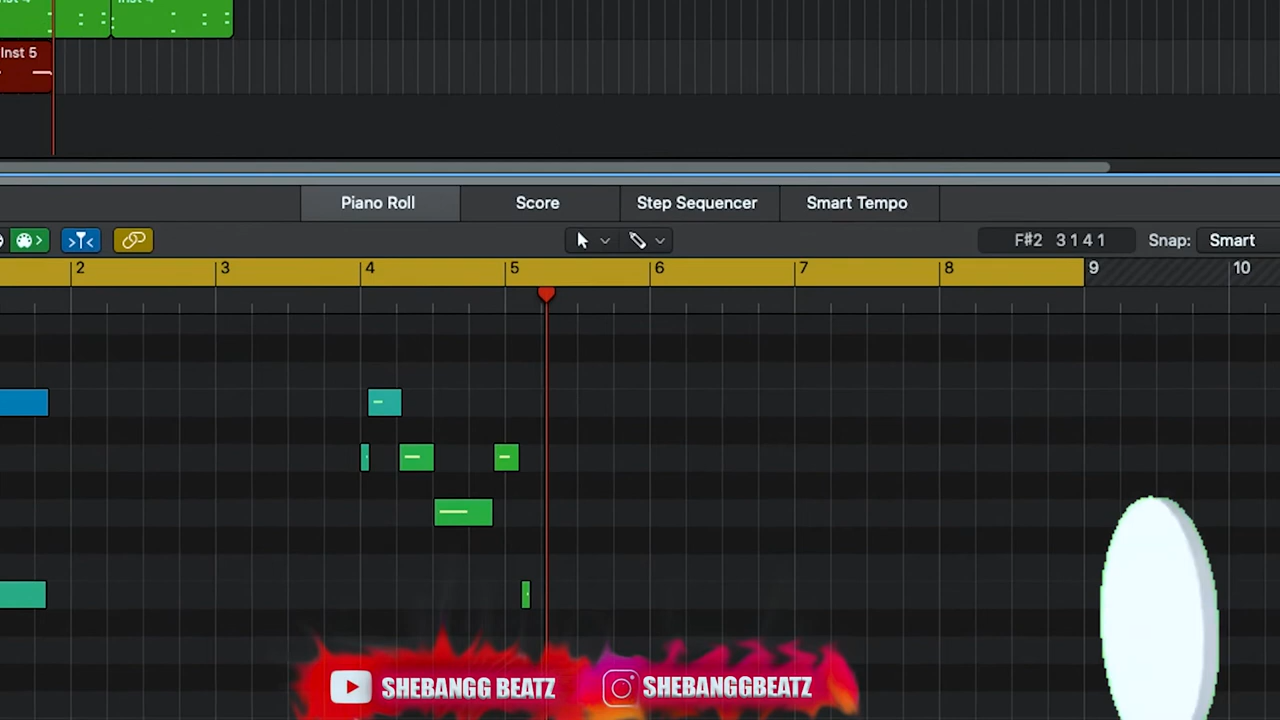 Inst 5
Piano Roll
Score
Step Sequencer
Smart Tempo
F#2 3 1 4 1
Snap: Smart
2 3 4 5 6 7 8 9 10
SHEBANGG BEATZ
SHEBANGGBEATZ